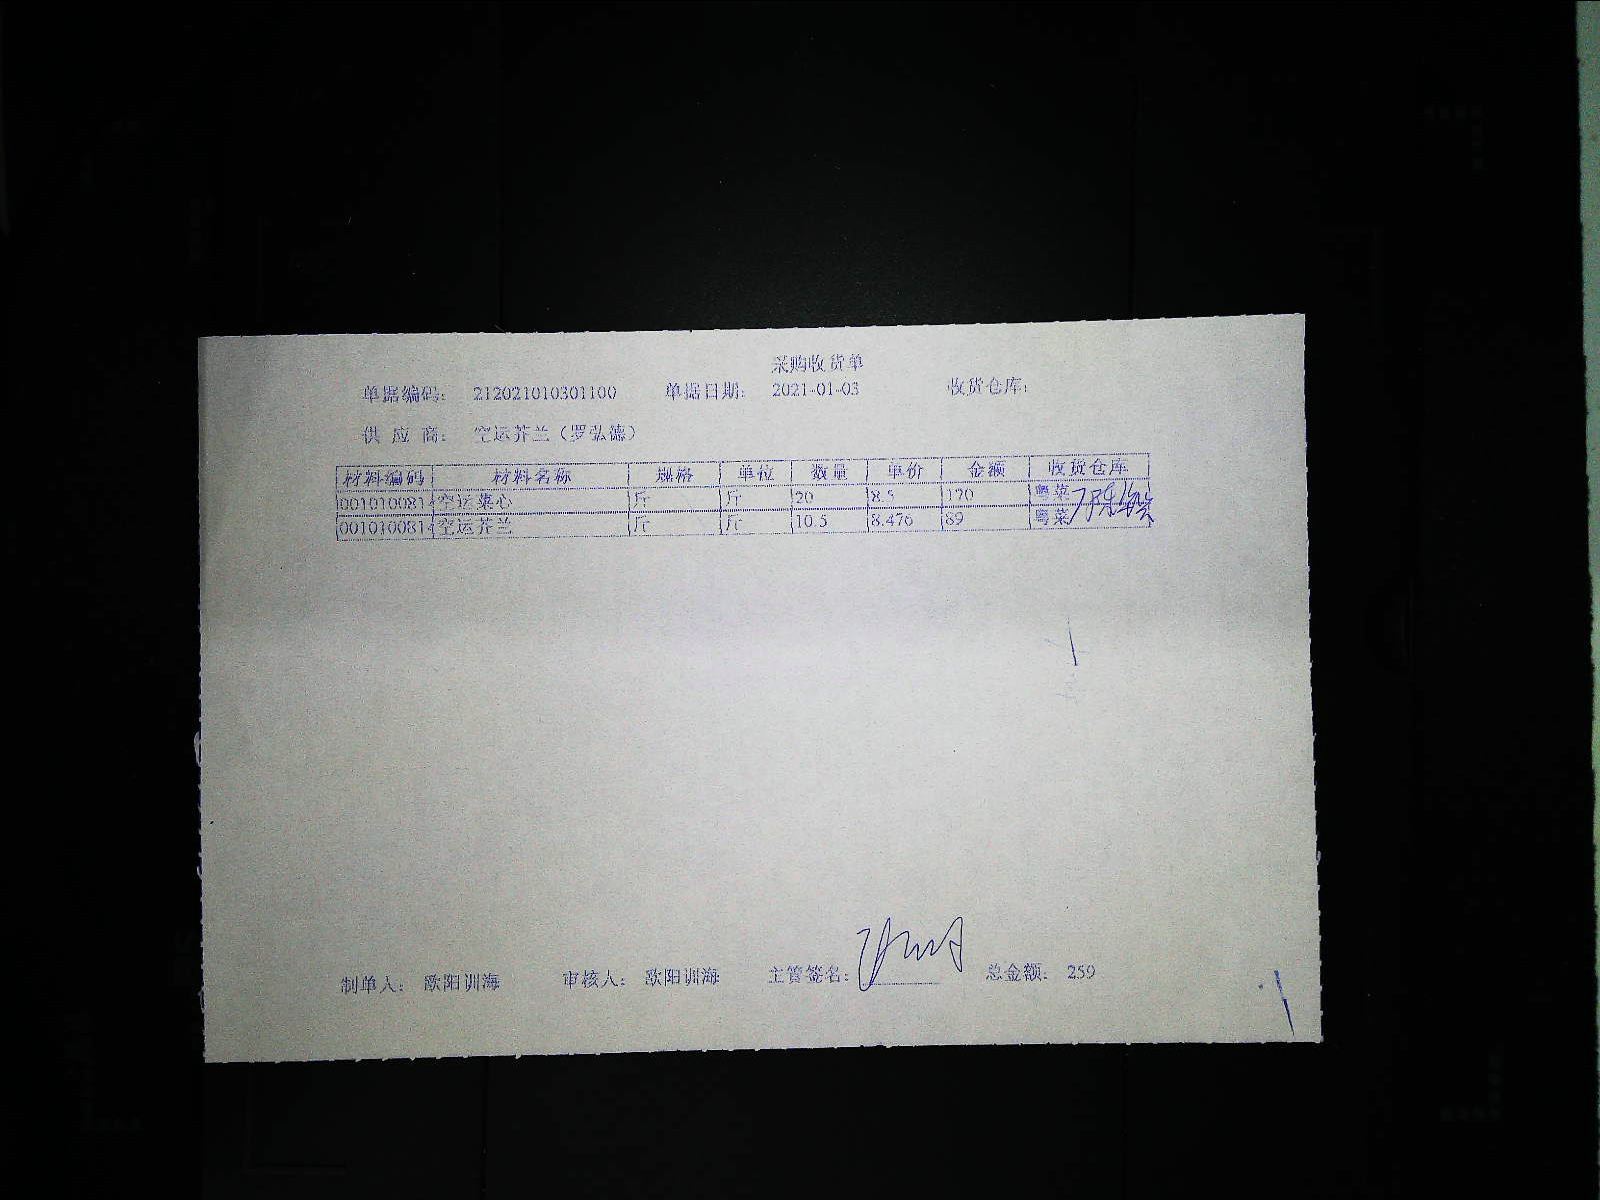 采购收货单
单据编码: 212021010301100 单据日期: 2021-01-03 收货仓库:
供 应 商: 空运芥兰（罗弘德）
材料编码 材料名称 规格 单位 数量 单价 金额 收货仓库
001010081 空运菜心 斤 斤 20 8.5 170 粤菜
001010081 空运芥兰 斤 斤 10.5 8.476 89 粤菜
制单人: 欧阳训海 审核人: 欧阳训海 主管签名: 总金额: 259